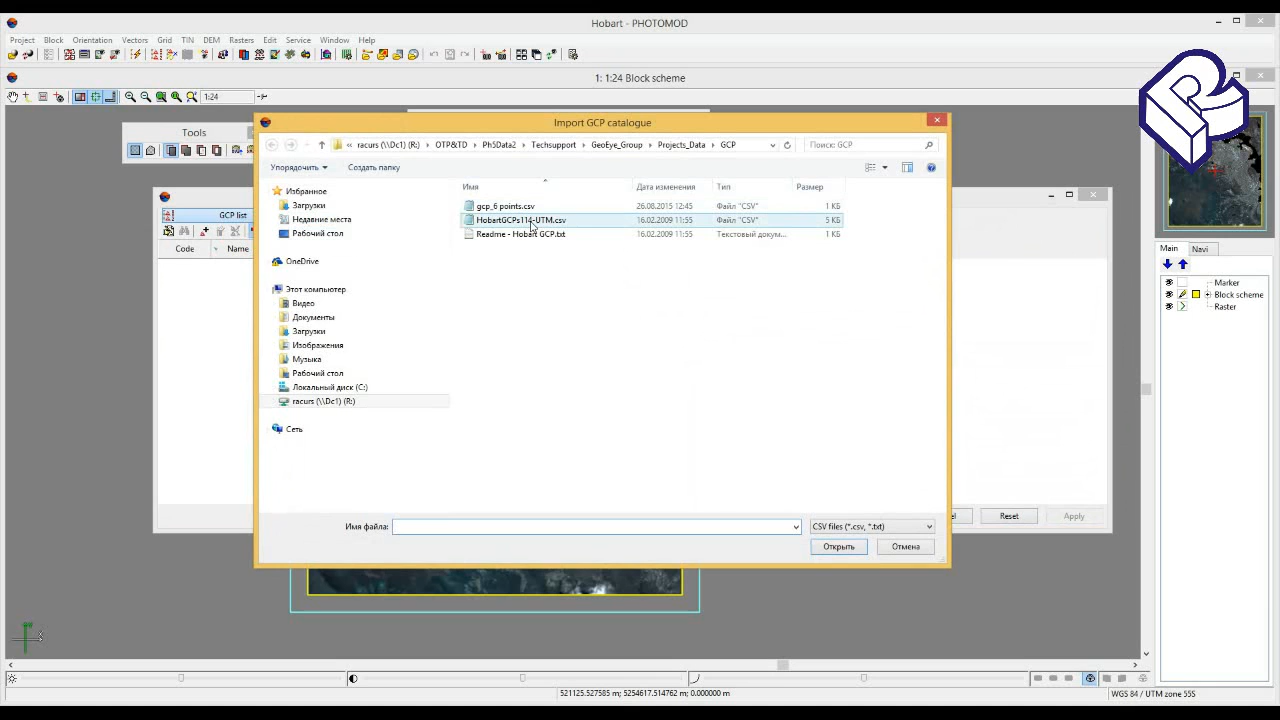 Hobart - PHOTOMOD
Project Block Orientation Vectors Grid TIN DEM Rasters Edit Service Window Help
1: 1:24 Block scheme
1:24
Tools
Import GCP catalogue
« racurs (\\Dc1) (R:) OTP&TD Ph5Data2 Techsupport GeoEye_Group Projects_Data GCP
Поиск: GCP
Упорядочить Создать папку
Избранное
Загрузки
Недавние места
Рабочий стол
OneDrive
Этот компьютер
Видео
Документы
Загрузки
Изображения
Музыка
Рабочий стол
Локальный диск (C:)
racurs (\\Dc1) (R:)
Сеть
Имя Дата изменения Тип Размер
gcp_6 points.csv 26.08.2015 12:45 Файл "CSV" 1 КБ
HobartGCPs114-UTM.csv 16.02.2009 11:55 Файл "CSV" 5 КБ
Readme - Hobart GCP.txt 16.02.2009 11:55 Текстовый докум... 1 КБ
GCP list
Code Name
Имя файла: CSV files (*.csv, *.txt)
Открыть Отмена
Reset Apply
Main Navi
Marker
Block scheme
Raster
521125.527585 m; 5254617.514762 m; 0.000000 m
WGS 84 / UTM zone 55S